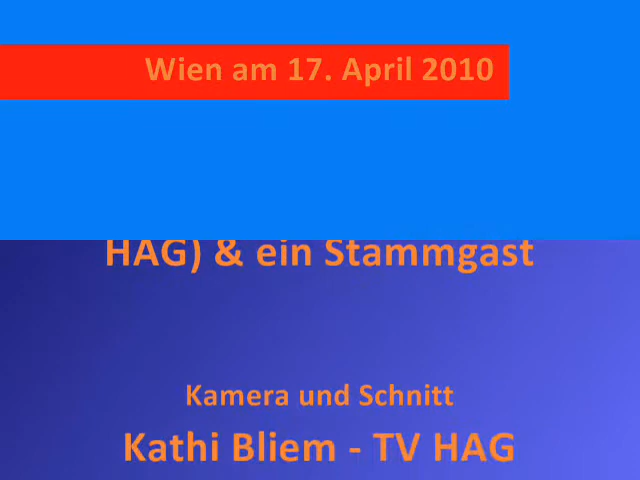 Wien am 17. April 2010
HAG) & ein Stammgast
Kamera und Schnitt
Kathi Bliem - TV HAG